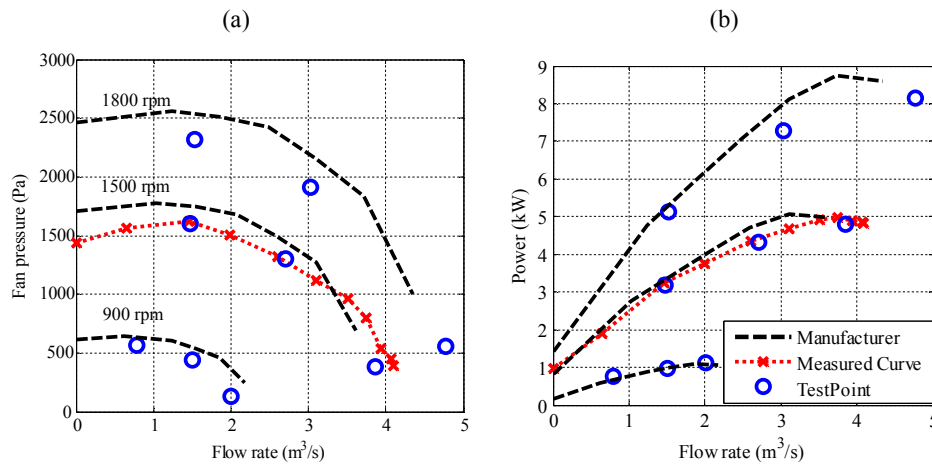 (a)
(b)
3000
2500
2000
1500
1000
500
0
0
1
2
3
4
5
Fan pressure (Pa)
Flow rate (m³/s)
1800 rpm
1500 rpm
900 rpm
9
8
7
6
5
4
3
2
1
0
0
1
2
3
4
5
Power (kW)
Flow rate (m³/s)
Manufacturer
Measured Curve
TestPoint